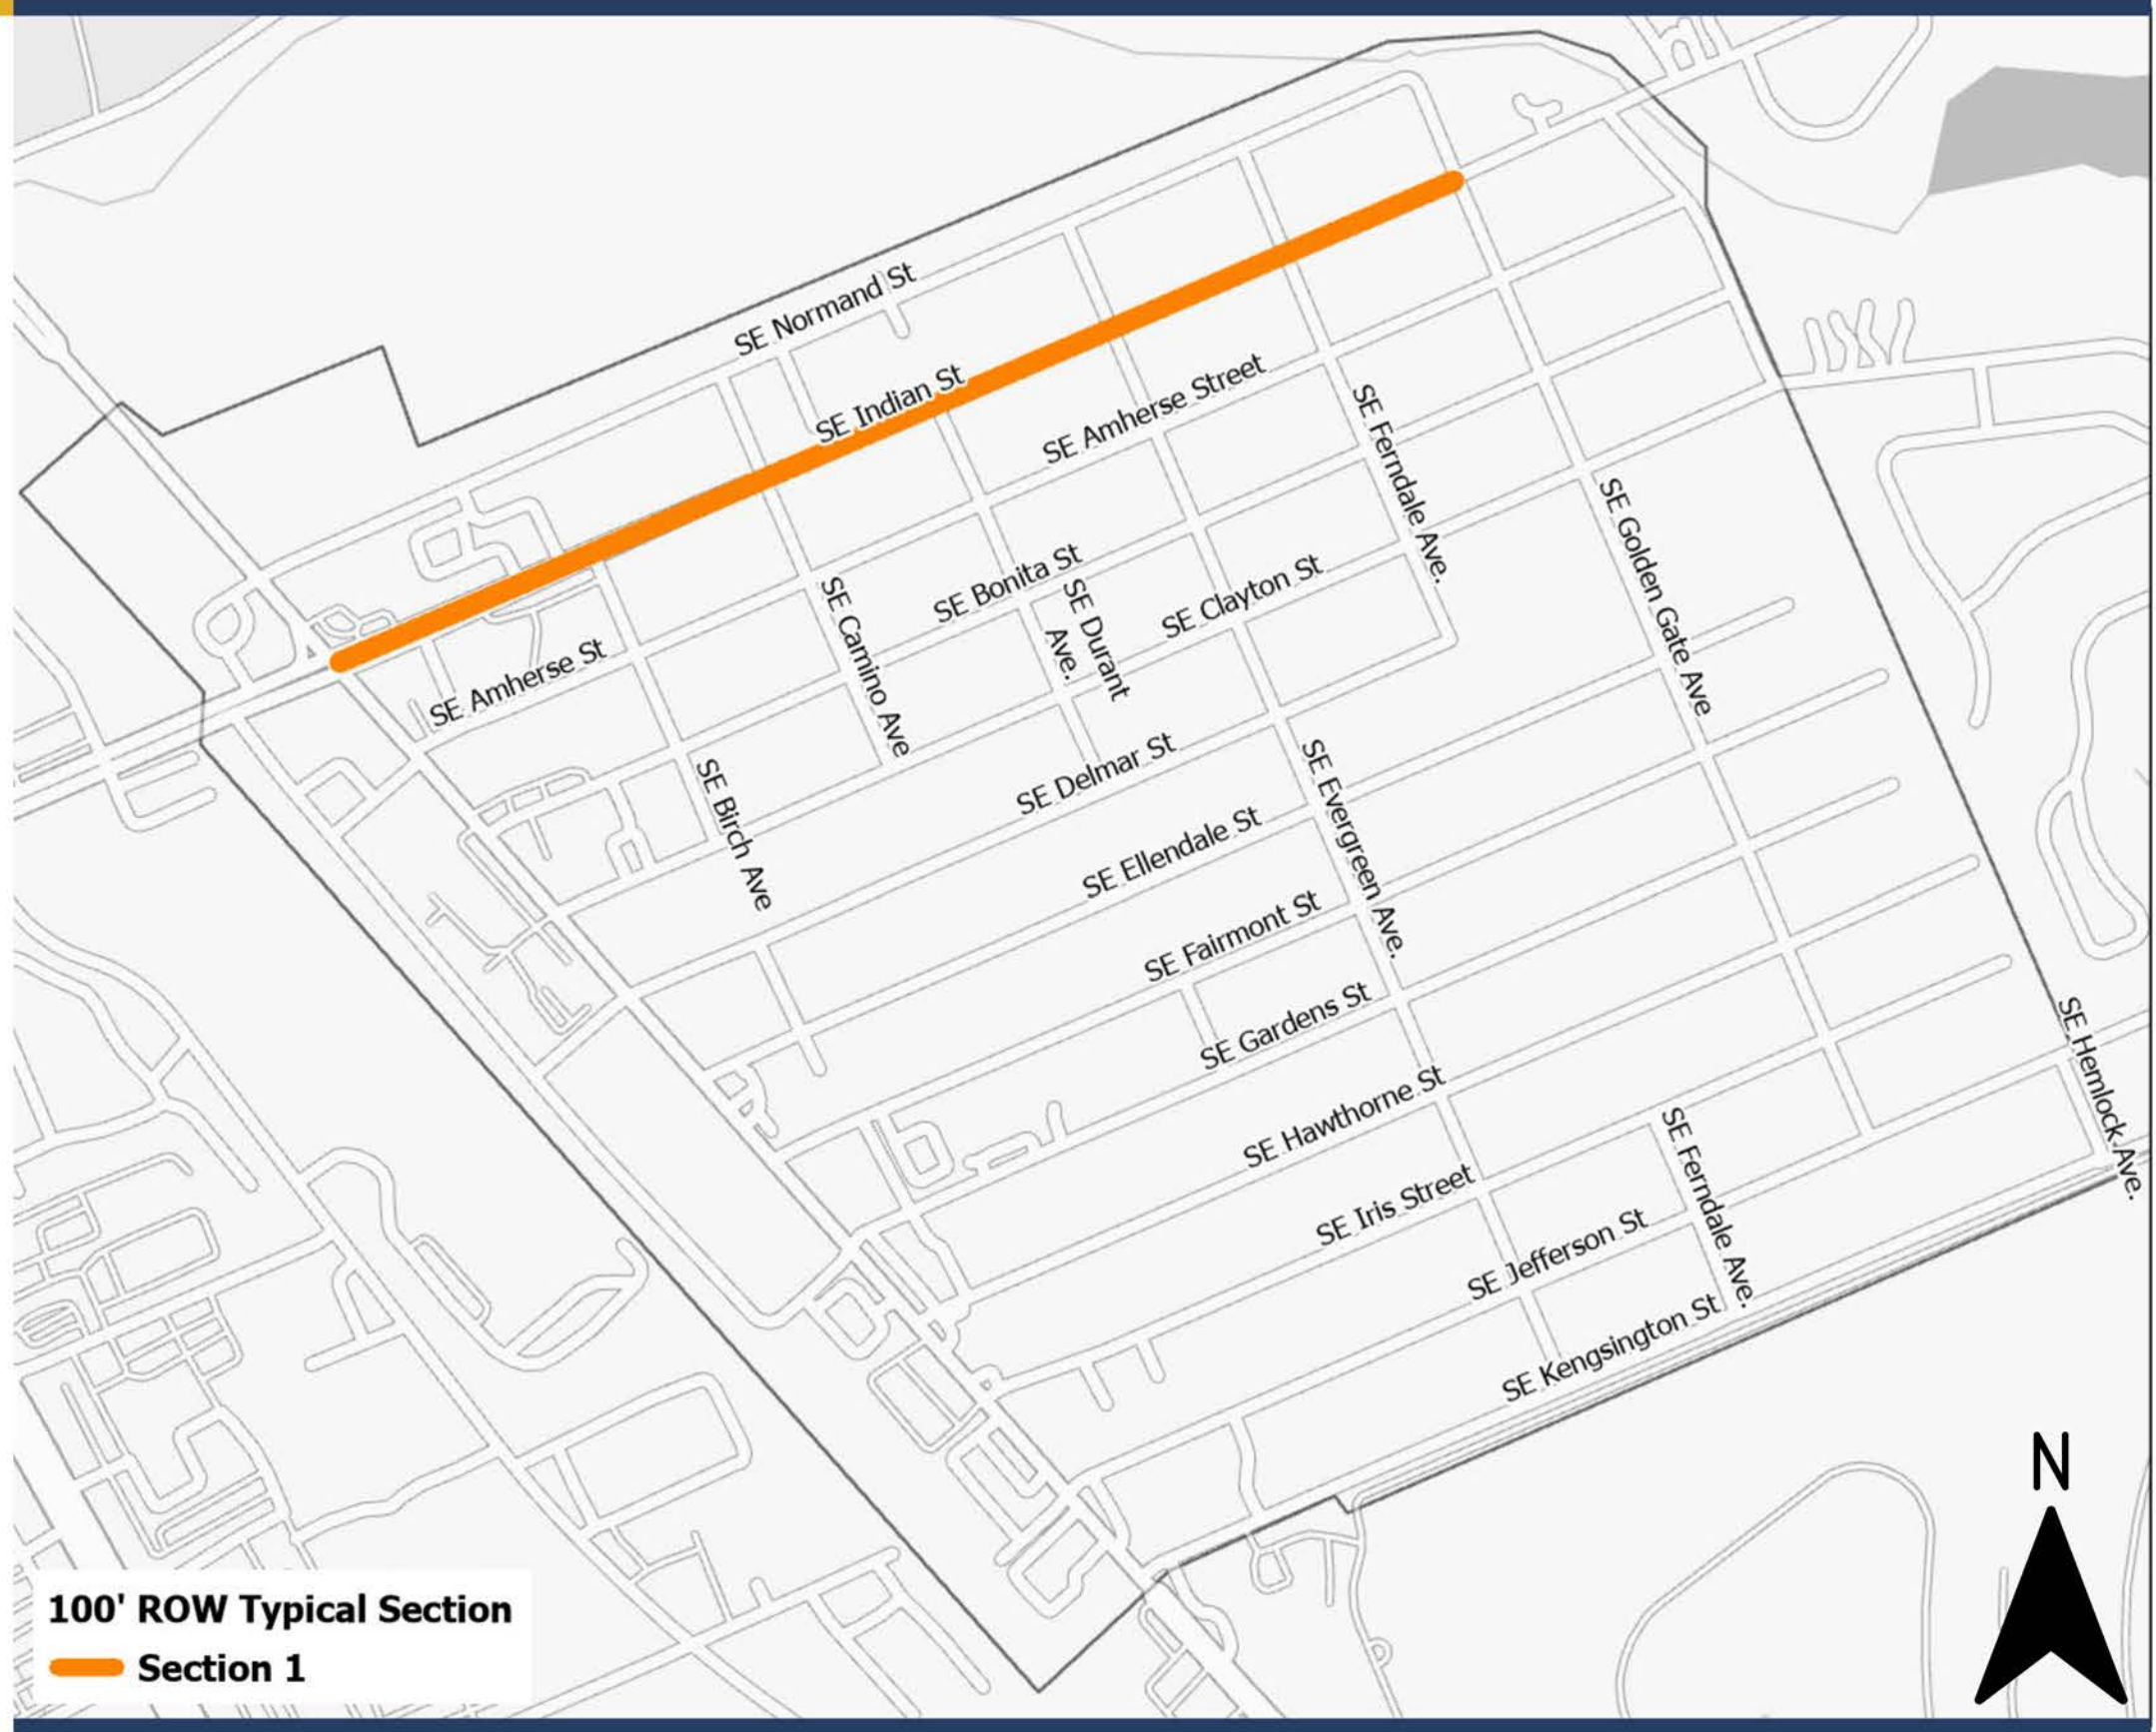 SE Normand St
SE Indian St
SE Amherse Street
SE Ferndale Ave.
SE Golden Gate Ave
SE Bonita St
SE Durant
Ave.
SE Clayton St
SE Camino Ave
SE Amherse St
SE Birch Ave
SE Delmar St
SE Evergreen Ave.
SE Ellendale St
SE Fairmont St
SE Gardens St
SE Hemlock Ave.
SE Hawthorne St
SE Ferndale Ave.
SE Iris Street
SE Jefferson St
SE Kengsington St
N
100' ROW Typical Section
Section 1